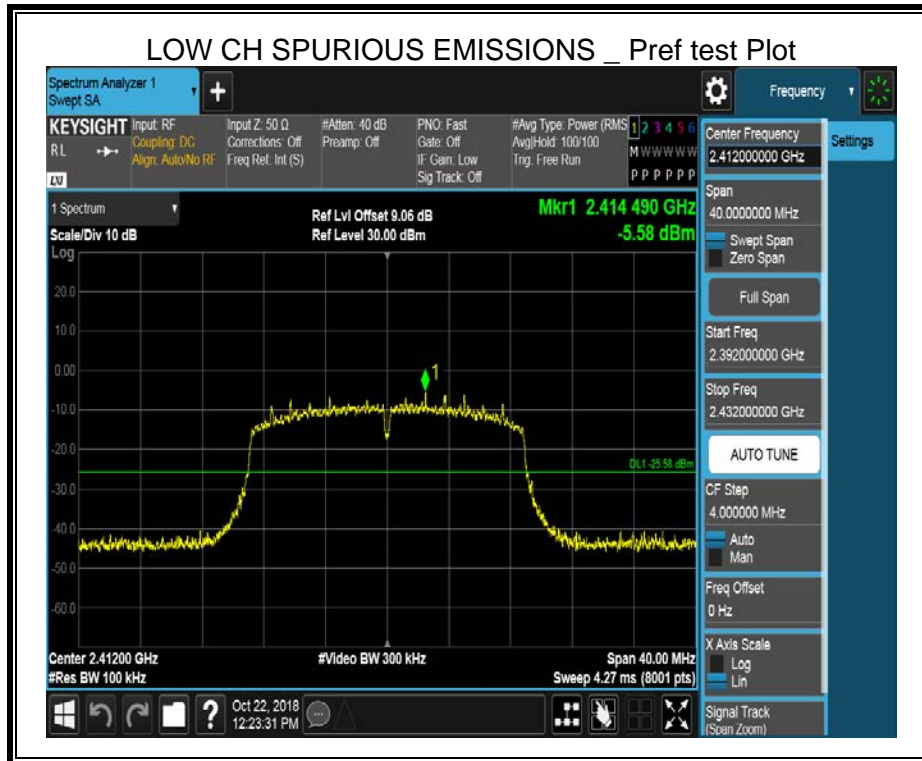 LOW CH SPURIOUS EMISSIONS _ Pref test Plot
Spectrum Analyzer 1
Swept SA
+
Frequency
KEYSIGHT
RL
LXI
Input: RF
Coupling: DC
Align: Auto/No RF
Input Z: 50 Ω
Corrections: Off
Freq Ref: Int (S)
#Atten: 40 dB
Preamp: Off
PNO: Fast
Gate: Off
IF Gain: Low
Sig Track: Off
#Avg Type: Power (RMS
Avg|Hold: 100/100
Trig: Free Run
1 2 3 4 5 6
M W W W W W
P P P P P P
Center Frequency
2.412000000 GHz
Settings
Span
40.0000000 MHz
Swept Span
Zero Span
Full Span
Start Freq
2.392000000 GHz
Stop Freq
2.432000000 GHz
AUTO TUNE
CF Step
4.000000 MHz
Auto
Man
Freq Offset
0 Hz
X Axis Scale
Log
Lin
Signal Track
(Span Zoom)
1 Spectrum
Scale/Div 10 dB
Ref Lvl Offset 9.06 dB
Ref Level 30.00 dBm
Mkr1 2.414 490 GHz
-5.58 dBm
Log
20.0
10.0
0.00
-10.0
-20.0
-30.0
-40.0
-50.0
-60.0
1
DL1 -25.58 dBm
Center 2.41200 GHz
#Res BW 100 kHz
#Video BW 300 kHz
Span 40.00 MHz
Sweep 4.27 ms (8001 pts)
?
Oct 22, 2018
12:23:31 PM